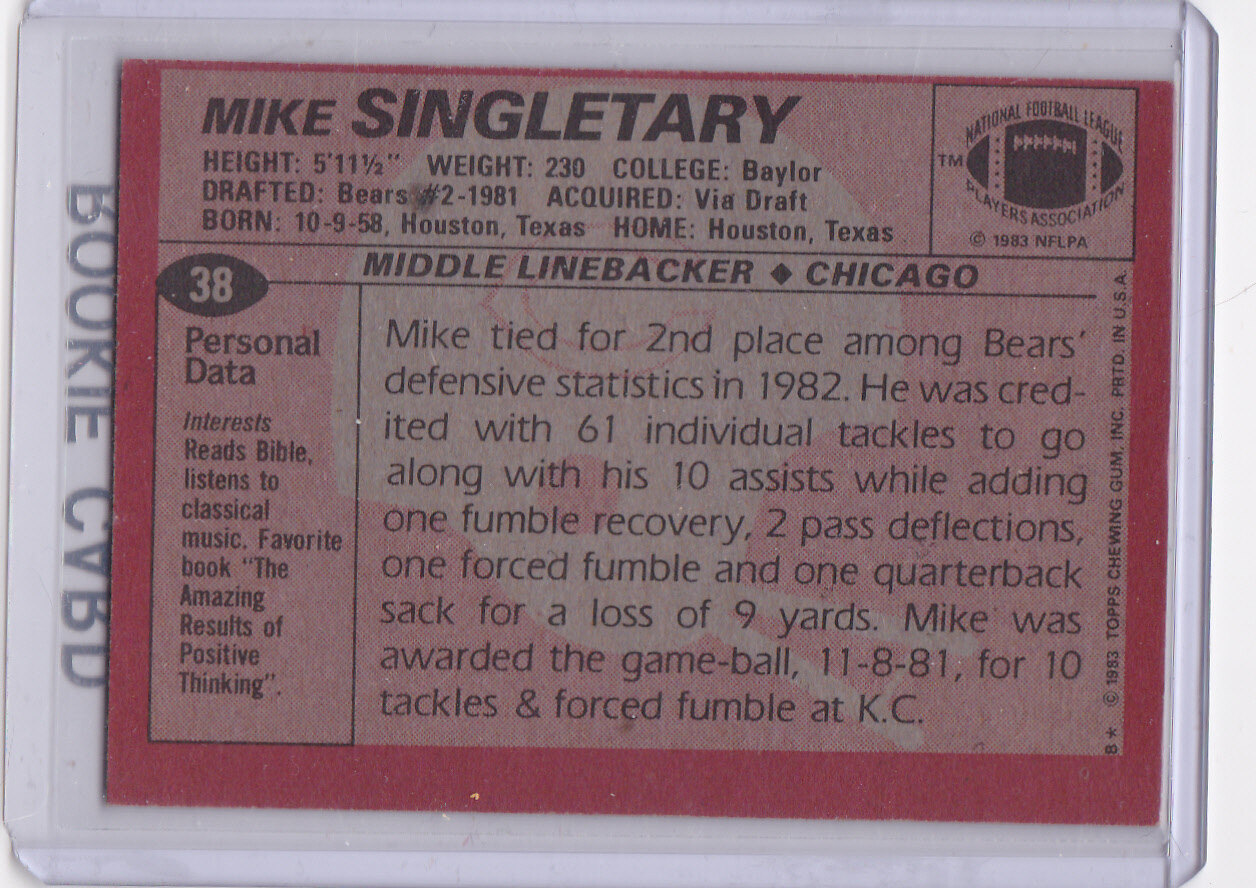 MIKE SINGLETARY
HEIGHT: 5'11½" WEIGHT: 230 COLLEGE: Baylor
DRAFTED: Bears #2-1981 ACQUIRED: Via Draft
BORN: 10-9-58, Houston, Texas HOME: Houston, Texas
NATIONAL FOOTBALL LEAGUE
TM
PLAYERS ASSOCIATION
© 1983 NFLPA
38
MIDDLE LINEBACKER ♦ CHICAGO
Personal
Data
Interests
Reads Bible,
listens to
classical
music. Favorite
book "The
Amazing
Results of
Positive
Thinking".
Mike tied for 2nd place among Bears'
defensive statistics in 1982. He was cred-
ited with 61 individual tackles to go
along with his 10 assists while adding
one fumble recovery, 2 pass deflections,
one forced fumble and one quarterback
sack for a loss of 9 yards. Mike was
awarded the game-ball, 11-8-81, for 10
tackles & forced fumble at K.C.
8* © 1983 TOPPS CHEWING GUM, INC. PRTD. IN U.S.A.
ROOKIE CARD